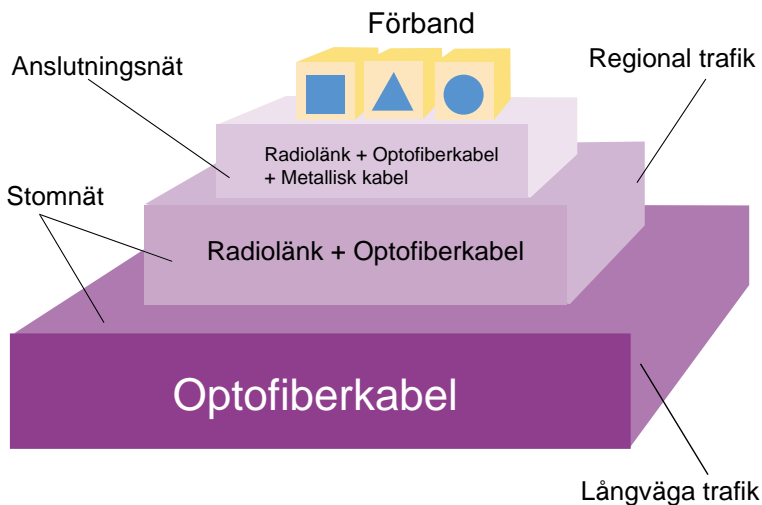 Förband
Anslutningsnät
Regional trafik
Radiolänk + Optofiberkabel
+ Metallisk kabel
Stomnät
Radiolänk + Optofiberkabel
Optofiberkabel
Långväga trafik